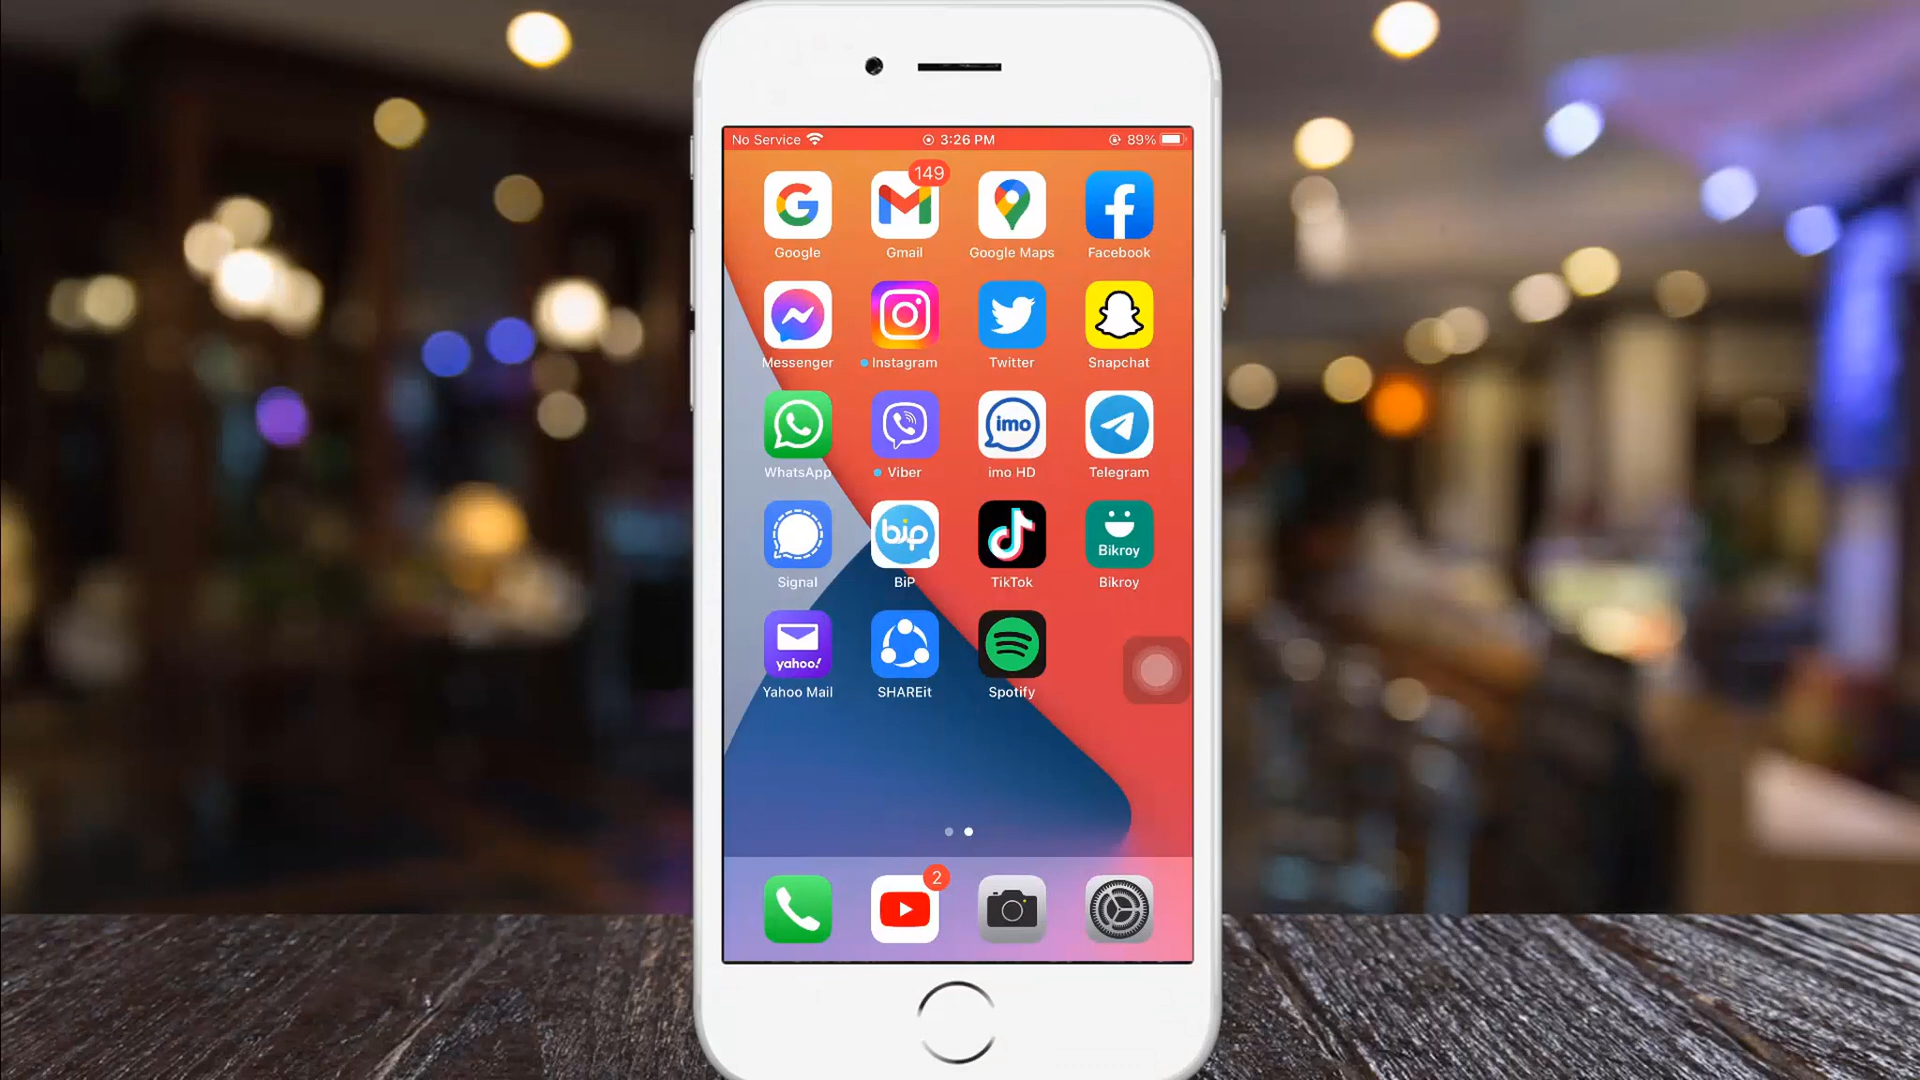 No Service 3:26 PM 89%
149
Google Gmail Google Maps Facebook
Messenger Instagram Twitter Snapchat
imo
WhatsApp Viber imo HD Telegram
bip Bikroy
Signal BiP TikTok Bikroy
yahoo!
Yahoo Mail SHAREit Spotify
2